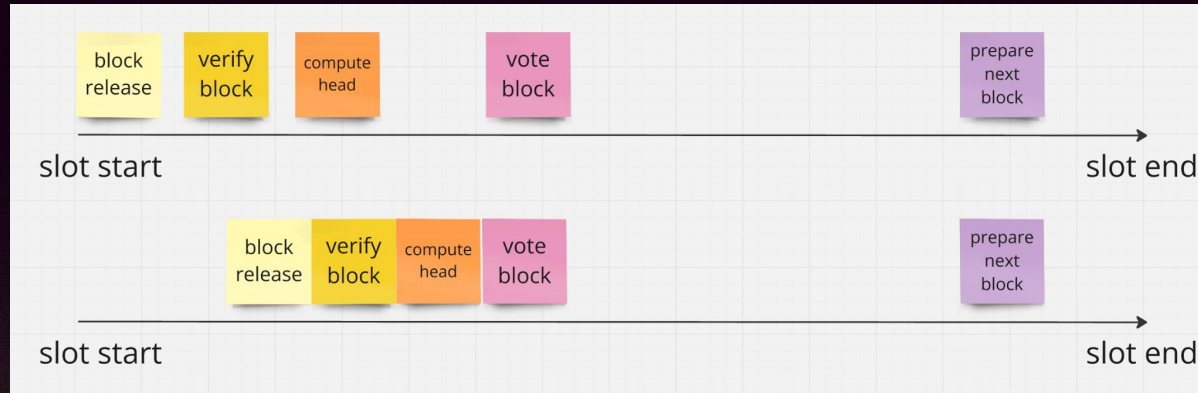 block
release
verify
block
compute
head
vote
block
prepare
next
block
slot start
slot end
block
release
verify
block
compute
head
vote
block
prepare
next
block
slot start
slot end